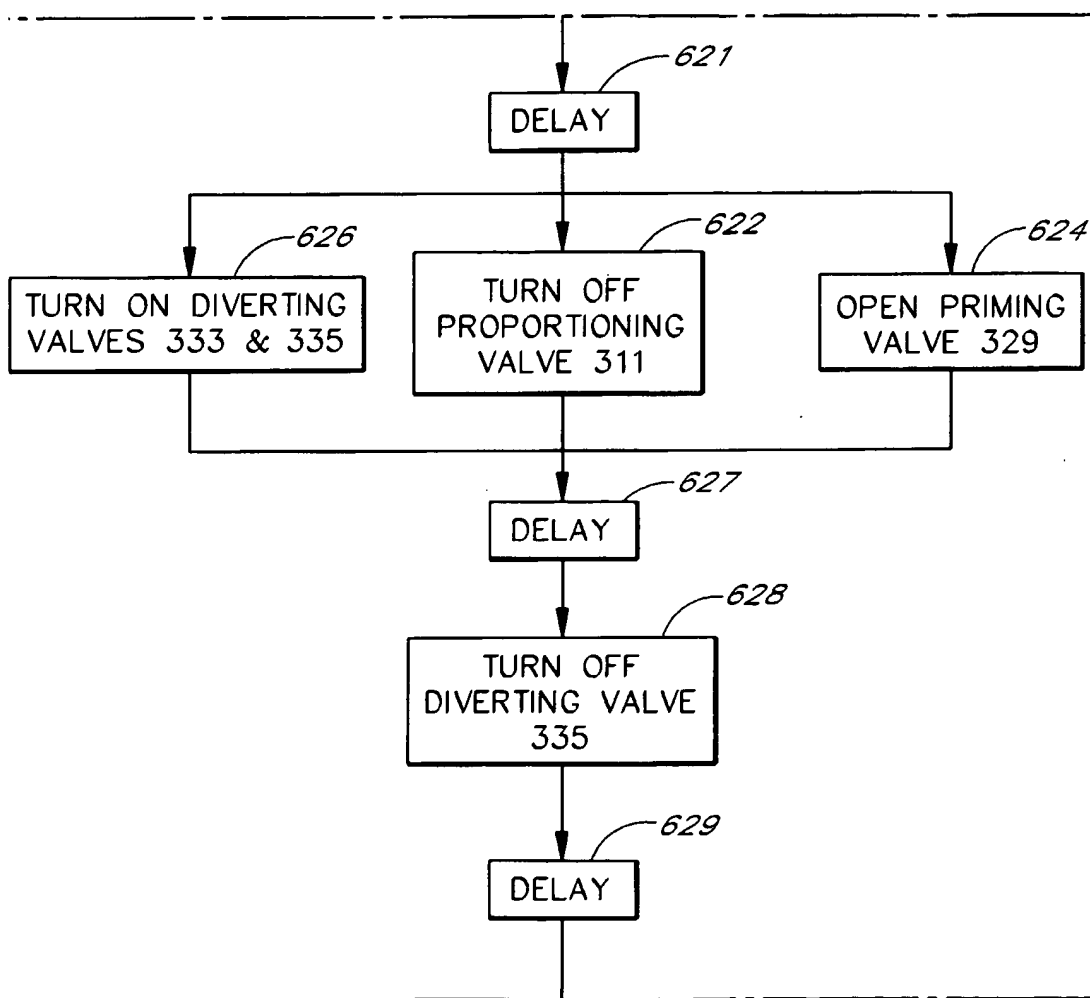 621
DELAY
626
TURN ON DIVERTING
VALVES 333 & 335
622
TURN OFF
PROPORTIONING
VALVE 311
624
OPEN PRIMING
VALVE 329
627
DELAY
628
TURN OFF
DIVERTING VALVE
335
629
DELAY